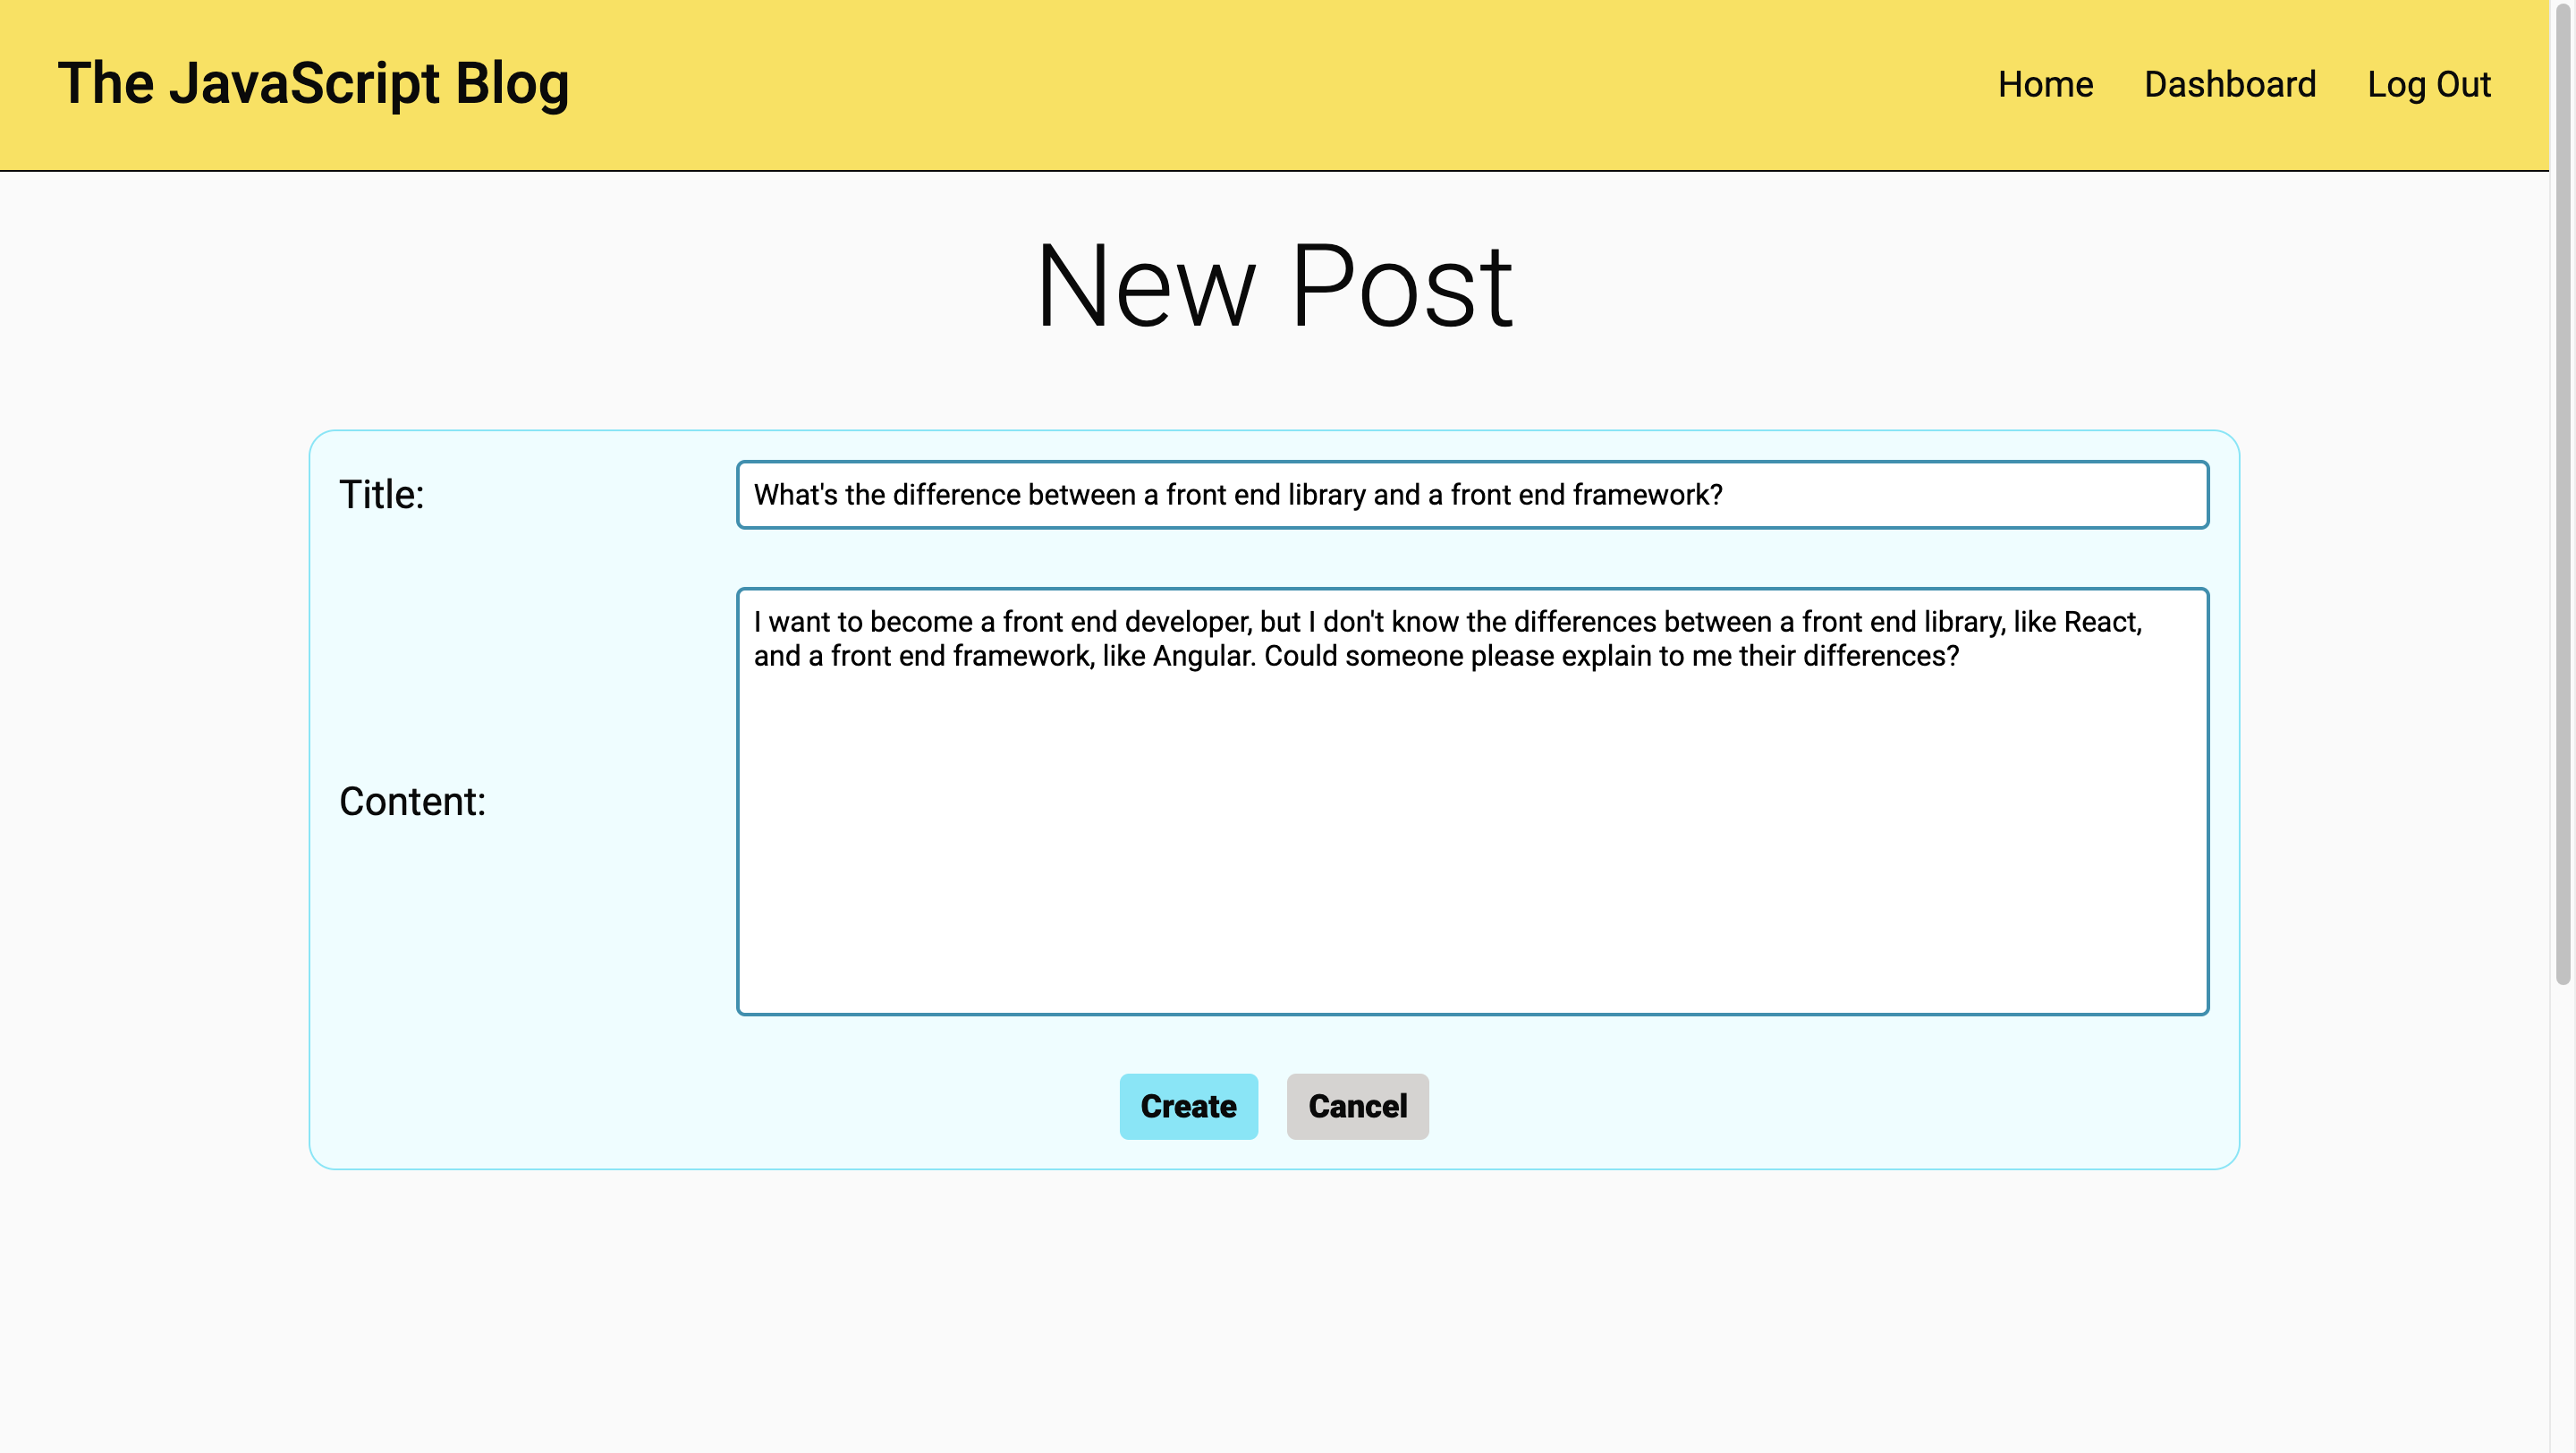 The JavaScript Blog
Home Dashboard Log Out
New Post
Title:
What's the difference between a front end library and a front end framework?
Content:
I want to become a front end developer, but I don't know the differences between a front end library, like React,
and a front end framework, like Angular. Could someone please explain to me their differences?
Create Cancel